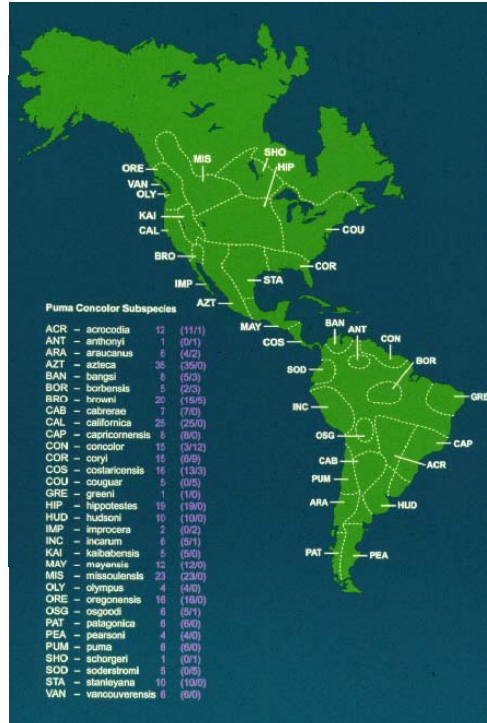 SHO
MIS
HIP
ORE
VAN
OLY
KAI
COU
CAL
BRO
COR
IMP
STA
AZT
MAY
BAN
ANT
COS
CON
SOD
BOR
GRE
INC
OSG
CAP
CAB
ACR
PUM
ARA
HUD
PAT
PEA
Puma Concolor Subspecies
ACR – acrocodia 12 (11/1)
ANT – anthonyi 1 (0/1)
ARA – araucanus 6 (4/2)
AZT – azteca 35 (35/0)
BAN – bangsi 8 (5/3)
BOR – borbensis 5 (2/3)
BRO – browni 20 (15/5)
CAB – cabrerae 7 (7/0)
CAL – californica 25 (25/0)
CAP – capricornensis 8 (8/0)
CON – concolor 15 (3/12)
COR – coryi 15 (6/9)
COS – costaricensis 16 (13/3)
COU – couguar 5 (0/5)
GRE – greeni 1 (1/0)
HIP – hippotestes 19 (19/0)
HUD – hudsoni 10 (10/0)
IMP – improcera 2 (0/2)
INC – incarum 6 (5/1)
KAI – kaibabensis 5 (5/0)
MAY – mayensis 12 (12/0)
MIS – missoulensis 23 (23/0)
OLY – olympus 4 (4/0)
ORE – oregonensis 16 (16/0)
OSG – osgoodi 6 (5/1)
PAT – patagonica 6 (6/0)
PEA – pearsoni 4 (4/0)
PUM – puma 6 (6/0)
SHO – schorgeri 1 (0/1)
SOD – soderstromi 5 (0/5)
STA – stanleyana 10 (10/0)
VAN – vancouverensis 6 (6/0)